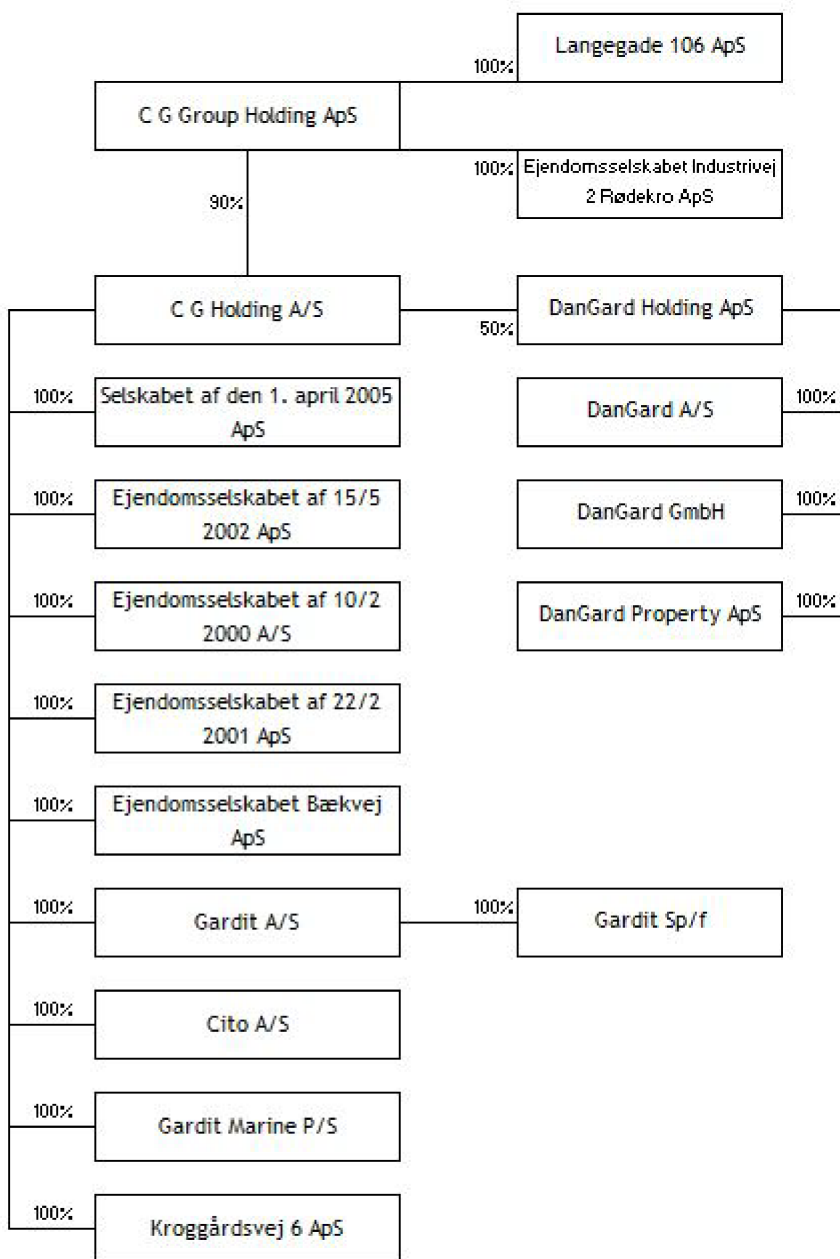 Langegade 106 ApS
100%
C G Group Holding ApS
100%
Ejendomsselskabet Industrivej
2 Rødekro ApS
90%
C G Holding A/S
50%
DanGard Holding ApS
100%
Selskabet af den 1. april 2005
ApS
DanGard A/S
100%
100%
Ejendomsselskabet af 15/5
2002 ApS
DanGard GmbH
100%
100%
Ejendomsselskabet af 10/2
2000 A/S
DanGard Property ApS
100%
100%
Ejendomsselskabet af 22/2
2001 ApS
100%
Ejendomsselskabet Bækvej
ApS
100%
Gardit A/S
100%
Gardit Sp/f
100%
Cito A/S
100%
Gardit Marine P/S
100%
Kroggårdsvej 6 ApS